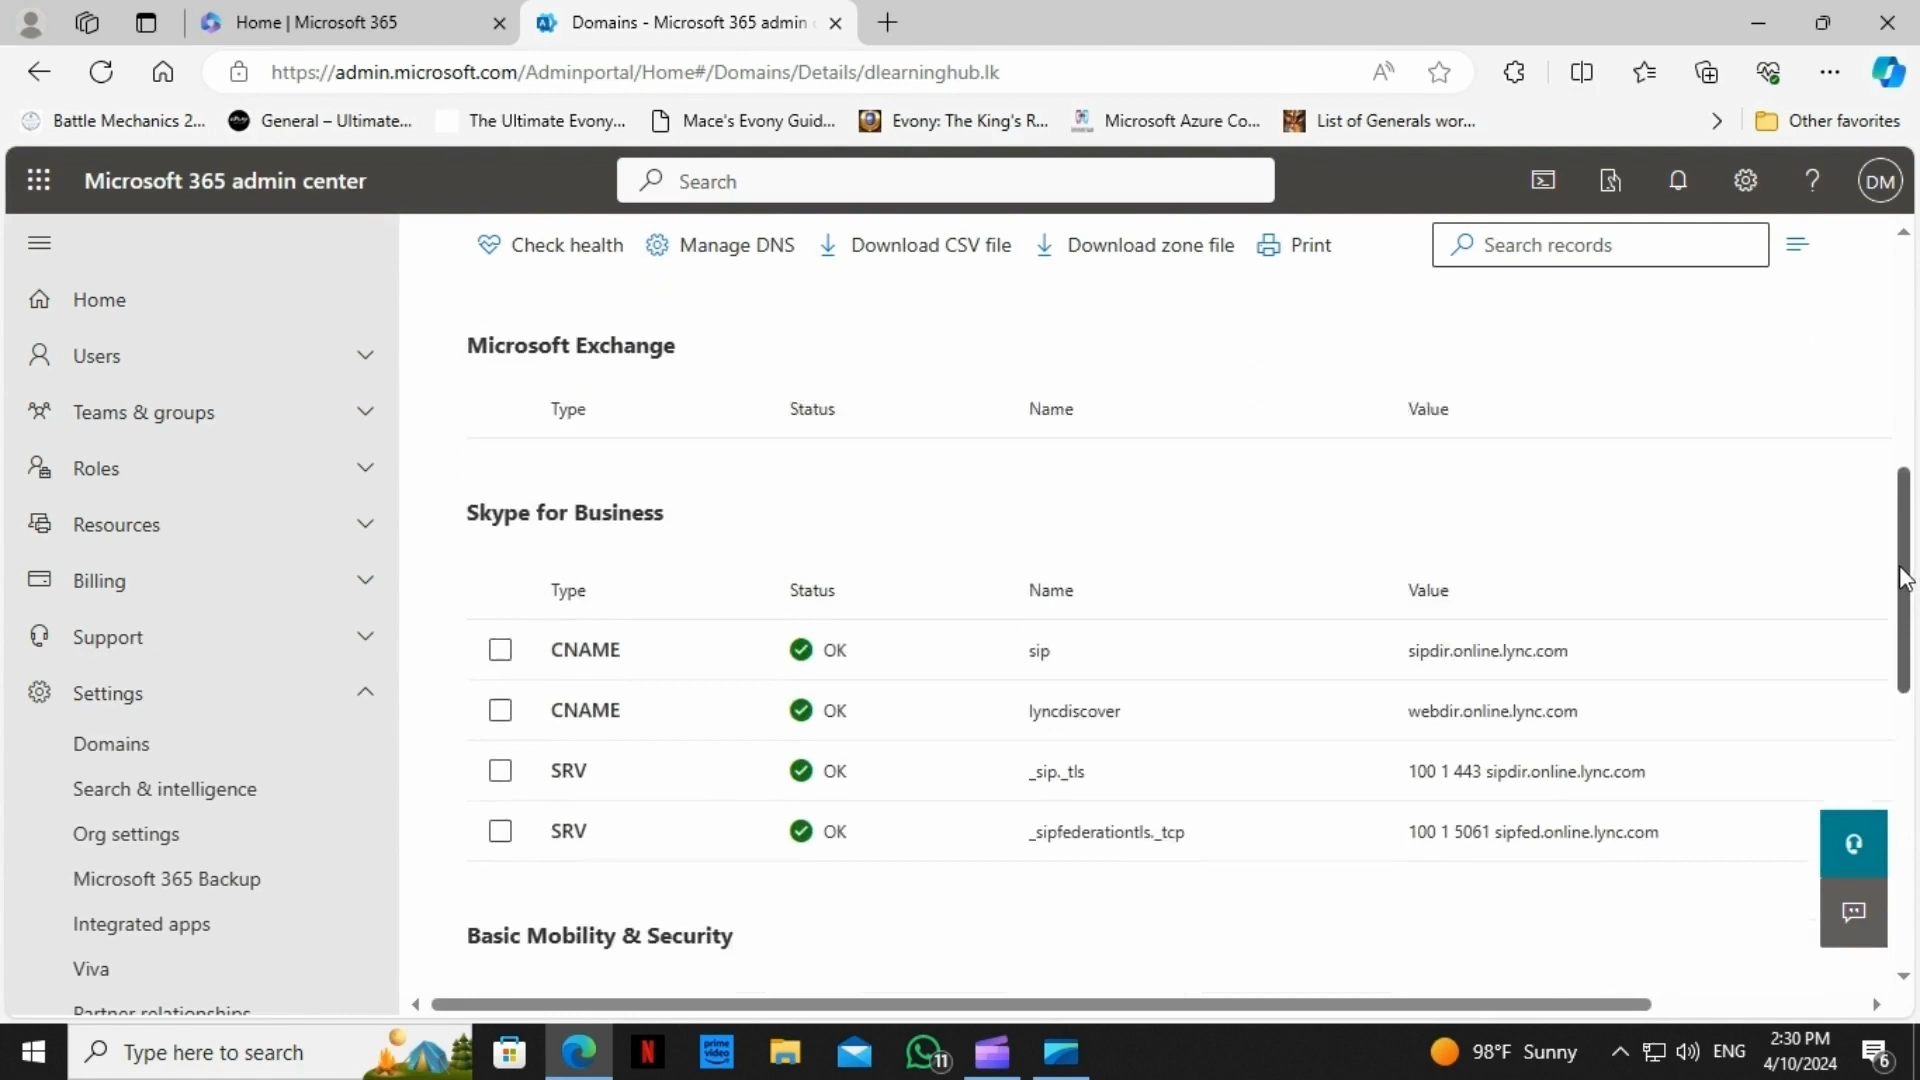 Home | Microsoft 365
Domains - Microsoft 365 admin
https://admin.microsoft.com/Adminportal/Home#/Domains/Details/dlearninghub.lk
Battle Mechanics 2...
General – Ultimate...
The Ultimate Evony...
Mace's Evony Guid...
Evony: The King's R...
Microsoft Azure Co...
List of Generals wor...
Other favorites
Microsoft 365 admin center
Search
DM
Check health
Manage DNS
Download CSV file
Download zone file
Print
Search records
Home
Users
Teams & groups
Roles
Resources
Billing
Support
Settings
Domains
Search & intelligence
Org settings
Microsoft 365 Backup
Integrated apps
Viva
Partner relationships
Microsoft Exchange
Type Status Name Value
Skype for Business
Type Status Name Value
CNAME OK sip sipdir.online.lync.com
CNAME OK lyncdiscover webdir.online.lync.com
SRV OK _sip._tls 100 1 443 sipdir.online.lync.com
SRV OK _sipfederationtls._tcp 100 1 5061 sipfed.online.lync.com
Basic Mobility & Security
Type here to search
prime video
11
98°F Sunny
ENG
2:30 PM
4/10/2024
6